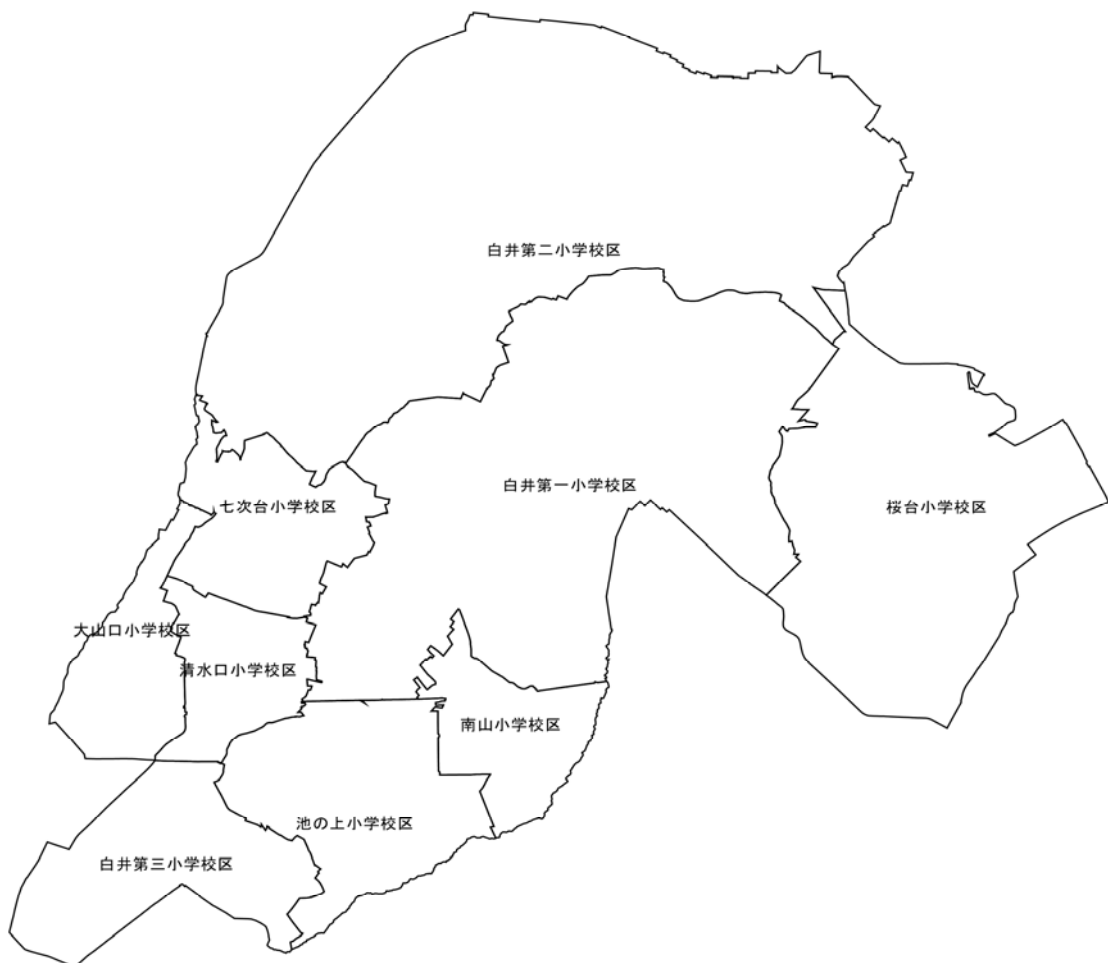 白井第二小学校区
白井第一小学校区
七次台小学校区
桜台小学校区
大山口小学校区
清水口小学校区
南山小学校区
池の上小学校区
白井第三小学校区